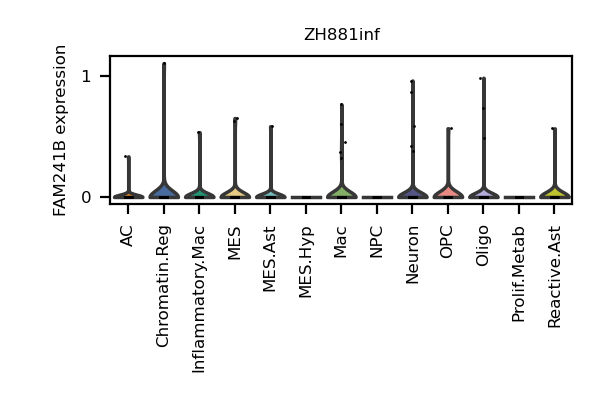 ZH881inf
FAM241B expression
1
0
AC
Chromatin.Reg
Inflammatory.Mac
MES
MES.Ast
MES.Hyp
Mac
NPC
Neuron
OPC
Oligo
Prolif.Metab
Reactive.Ast